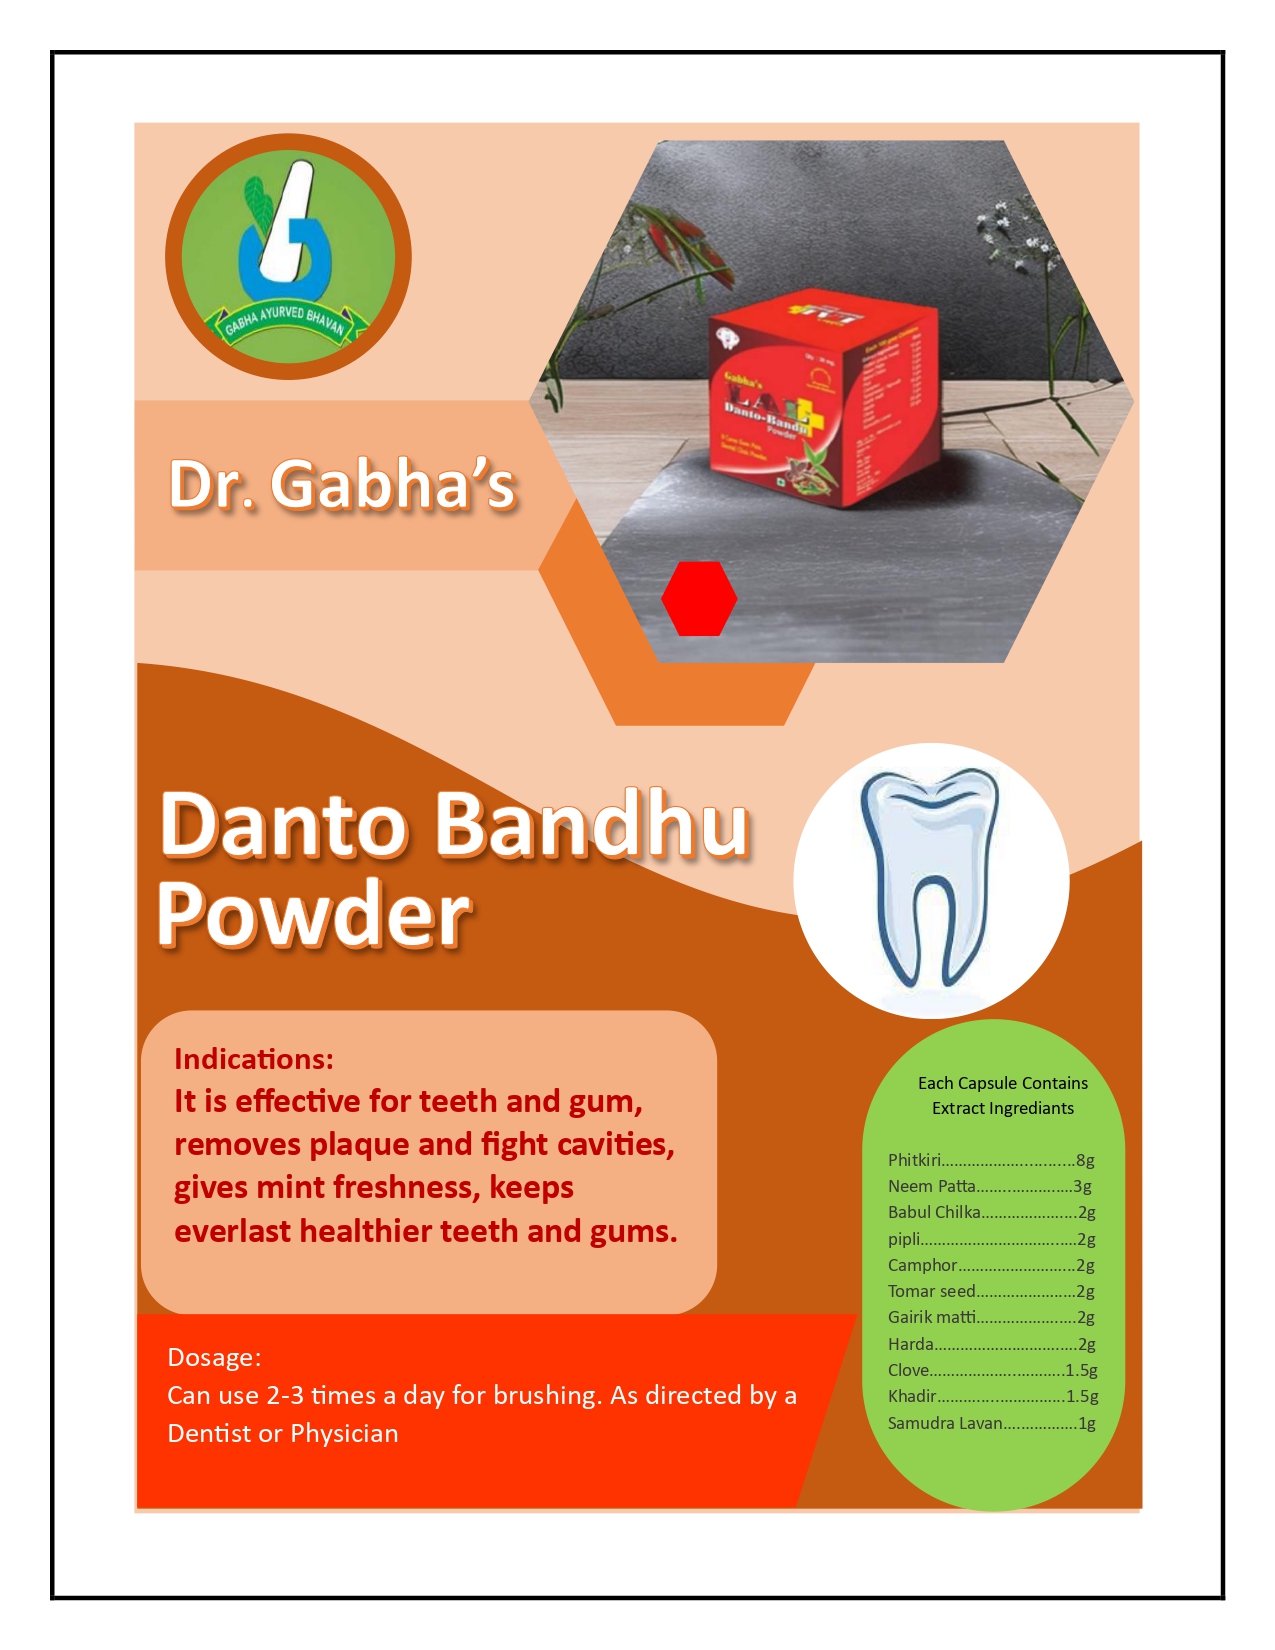 GABHA AYURVED BHAVAN
Dr. Gabha’s
Gabha's
LAL
Danto-Bandu
Powder
Danto Bandhu
Powder
Indications:
It is effective for teeth and gum,
removes plaque and fight cavities,
gives mint freshness, keeps
everlast healthier teeth and gums.
Dosage:
Can use 2-3 times a day for brushing. As directed by a
Dentist or Physician
Each Capsule Contains
Extract Ingrediants
Phitkiri..............................8g
Neem Patta......................3g
Babul Chilka......................2g
pipli...................................2g
Camphor...........................2g
Tomar seed.......................2g
Gairik matti.......................2g
Harda................................2g
Clove..............................1.5g
Khadir.............................1.5g
Samudra Lavan.................1g